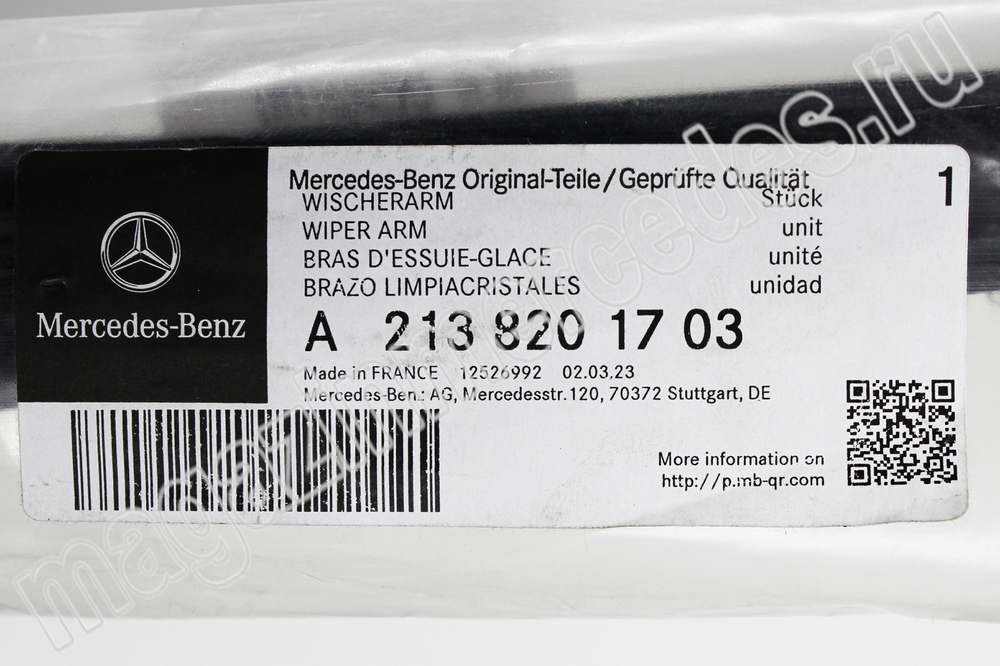 Mercedes-Benz Original-Teile/Geprüfte Qualität 1
WISCHERARM Stück
WIPER ARM unit
BRAS D'ESSUIE-GLACE unité
BRAZO LIMPIACRISTALES unidad
Mercedes-Benz
A 213 820 17 03
Made in FRANCE 12526992 02.03.23
Mercedes-Benz AG, Mercedesstr.120, 70372 Stuttgart, DE
More information on
http://p.mb-qr.com
magazinmercedes.ru